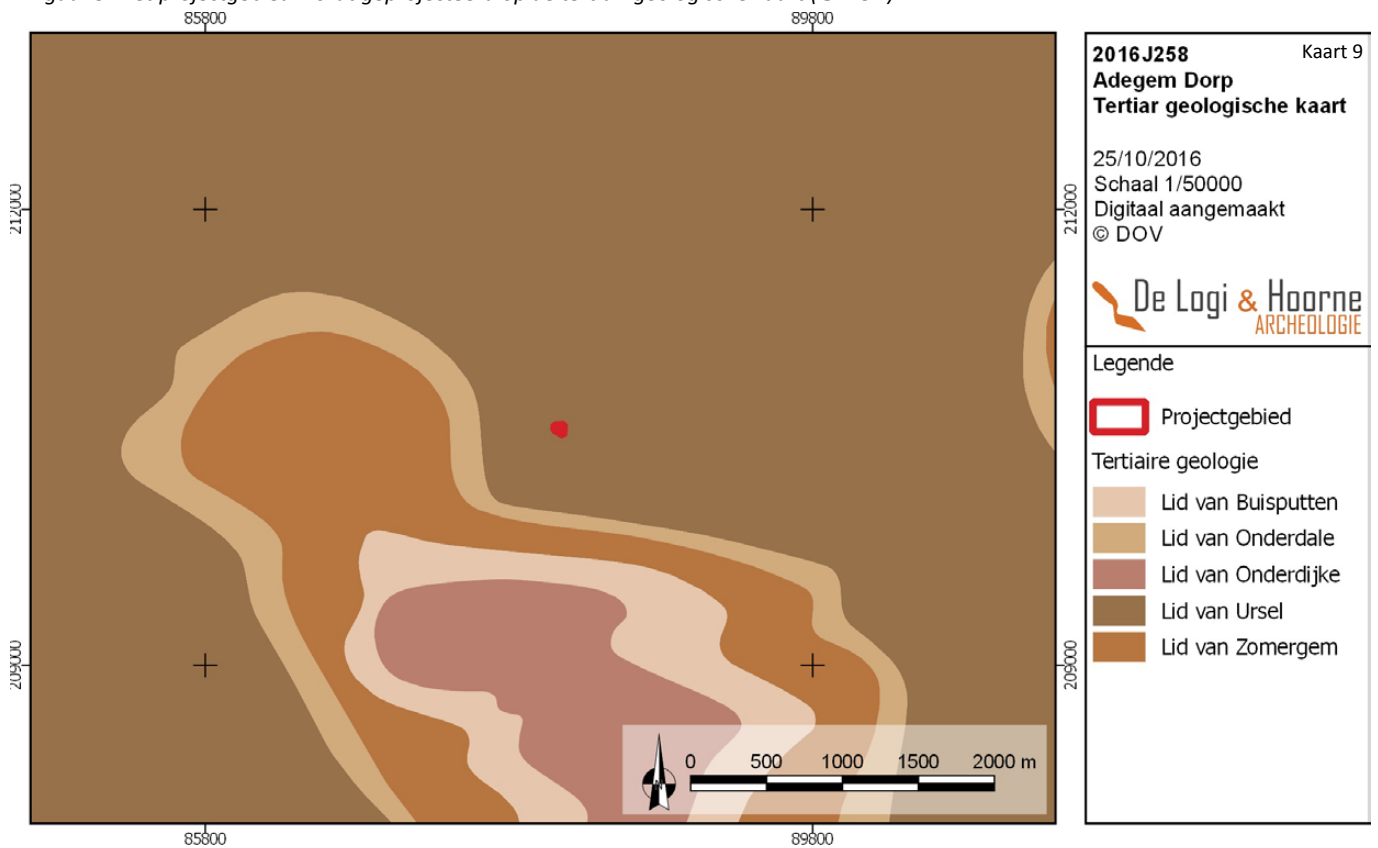 85800 89800
2016J258 Kaart 9
Adegem Dorp
Tertiar geologische kaart
25/10/2016
Schaal 1/50000
Digitaal aangemaakt
© DOV
De Logi & Hoorne
ARCHEOLOGIE
212000 212000
Legende
Projectgebied
Tertiaire geologie
Lid van Buisputten
Lid van Onderdale
Lid van Onderdijke
Lid van Ursel
Lid van Zomergem
209000 209000
N
0 500 1000 1500 2000 m
85800 89800